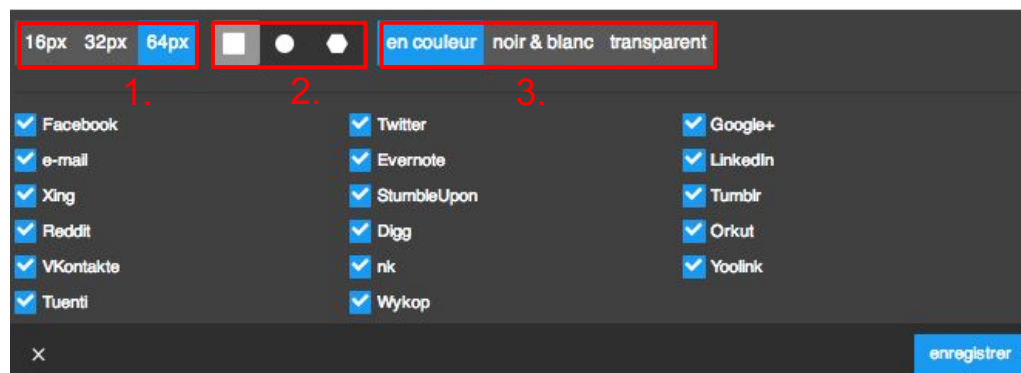 16px 32px 64px en couleur noir & blanc transparent
1. 2. 3.
Facebook Twitter Google+
e-mail Evernote LinkedIn
Xing StumbleUpon Tumblr
Reddit Digg Orkut
VKontakte nk Yoolink
Tuenti Wykop
× enregistrer